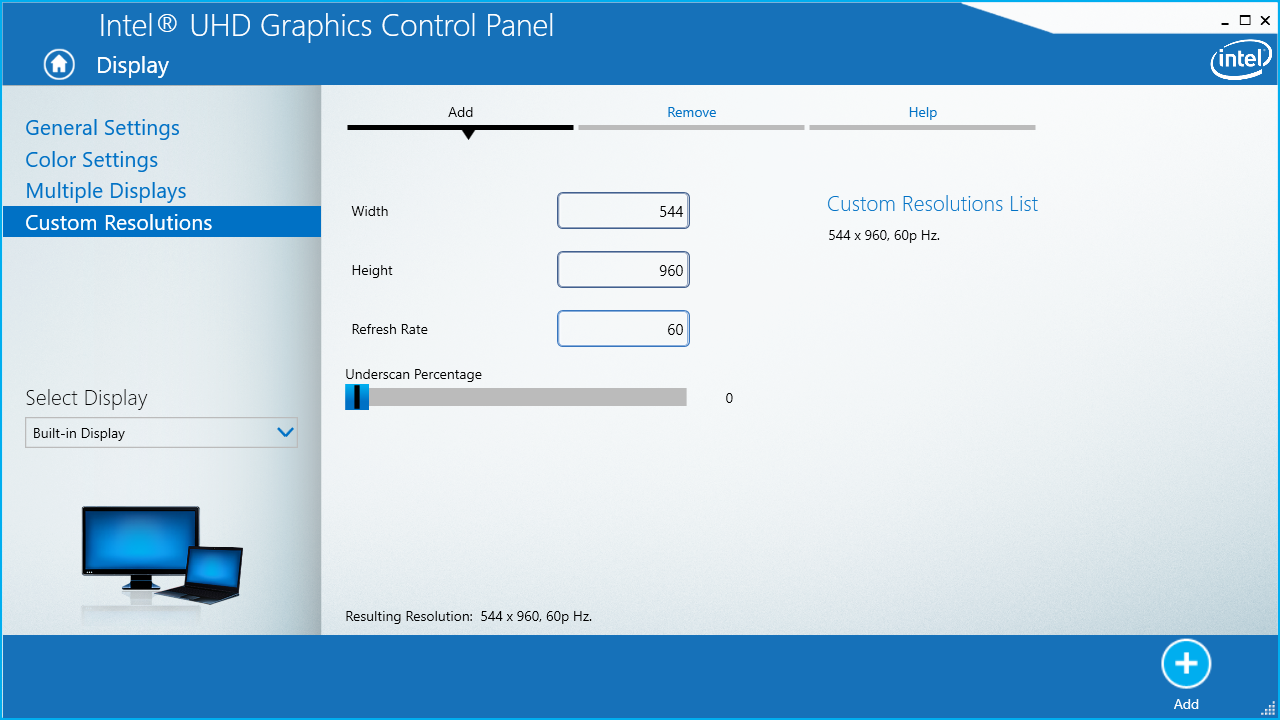 Intel® UHD Graphics Control Panel
Display
intel
General Settings
Color Settings
Multiple Displays
Custom Resolutions
Select Display
Built-in Display
Add
Remove
Help
Width
544
Height
960
Refresh Rate
60
Underscan Percentage
0
Custom Resolutions List
544 x 960, 60p Hz.
Resulting Resolution: 544 x 960, 60p Hz.
Add